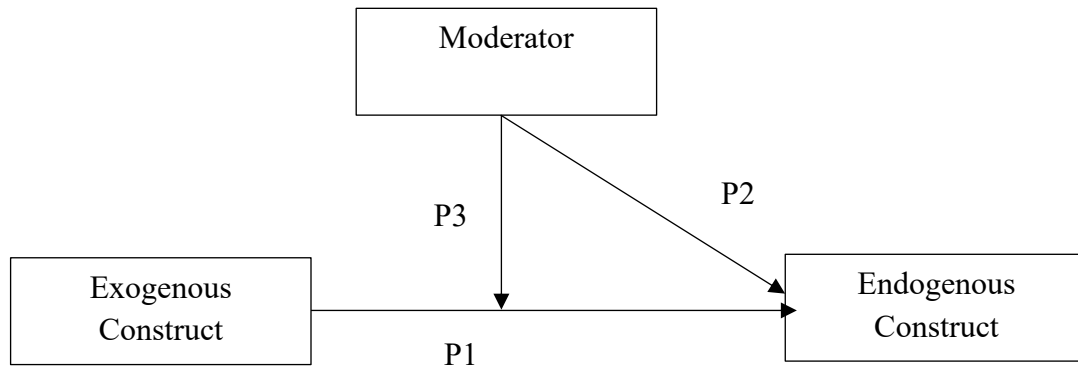 Moderator
P3
P2
Exogenous
Construct
P1
Endogenous
Construct